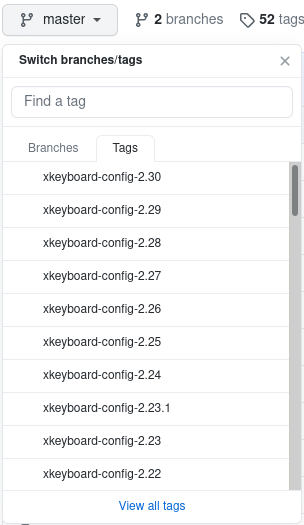 master 2 branches 52 tags
Switch branches/tags
Find a tag
Branches Tags
xkeyboard-config-2.30
xkeyboard-config-2.29
xkeyboard-config-2.28
xkeyboard-config-2.27
xkeyboard-config-2.26
xkeyboard-config-2.25
xkeyboard-config-2.24
xkeyboard-config-2.23.1
xkeyboard-config-2.23
xkeyboard-config-2.22
View all tags